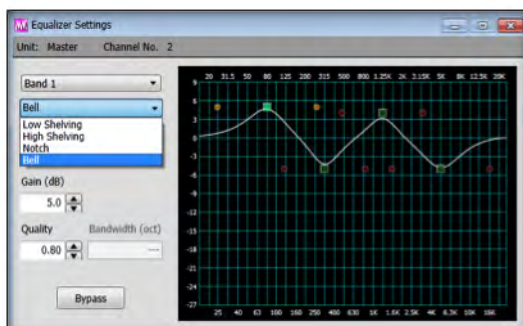 Equalizer Settings
Unit: Master Channel No. 2
Band 1
Bell
Low Shelving
High Shelving
Notch
Bell
Gain (dB)
5.0
Quality Bandwidth (oct)
0.80 ---
Bypass
20 31.5 50 80 125 200 315 500 800 1.25K 2K 3.15K 5K 8K 12.5K 20K
9
5
0
-3
-6
-9
-12
-15
-18
-21
-24
-27
25 40 63 100 160 250 400 630 1K 1.6K 2.5K 4K 6.3K 10K 16K